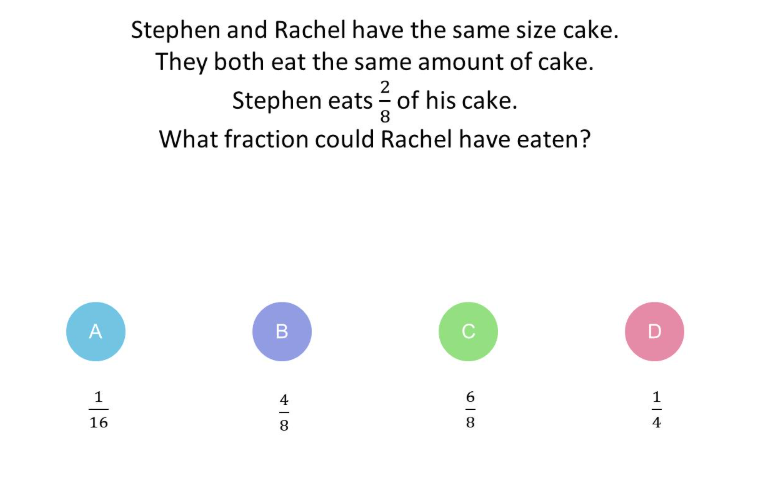 Stephen and Rachel have the same size cake.
They both eat the same amount of cake.
Stephen eats 2/8 of his cake.
What fraction could Rachel have eaten?
A B C D
1/16 4/8 6/8 1/4